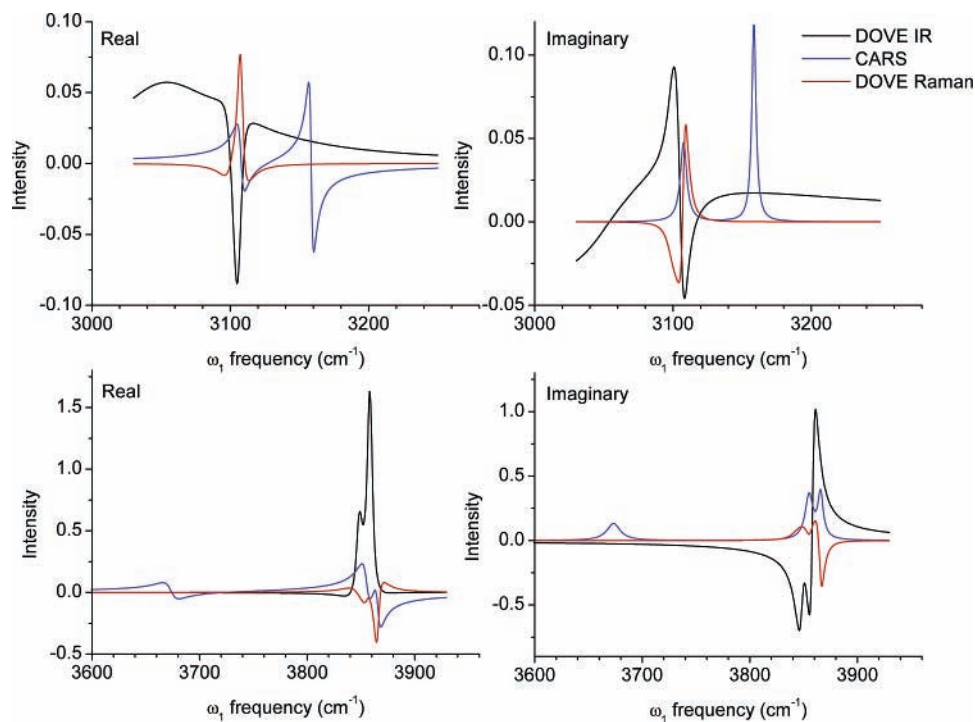 Real
0.10
0.05
0.00
-0.05
-0.10
3000
3100
3200
Intensity
ω1 frequency (cm-1)
Imaginary
0.10
0.05
0.00
-0.05
3000
3100
3200
Intensity
ω1 frequency (cm-1)
DOVE IR
CARS
DOVE Raman
Real
1.5
1.0
0.5
0.0
-0.5
3600
3700
3800
3900
Intensity
ω1 frequency (cm-1)
Imaginary
1.0
0.5
0.0
-0.5
3600
3700
3800
3900
Intensity
ω1 frequency (cm-1)